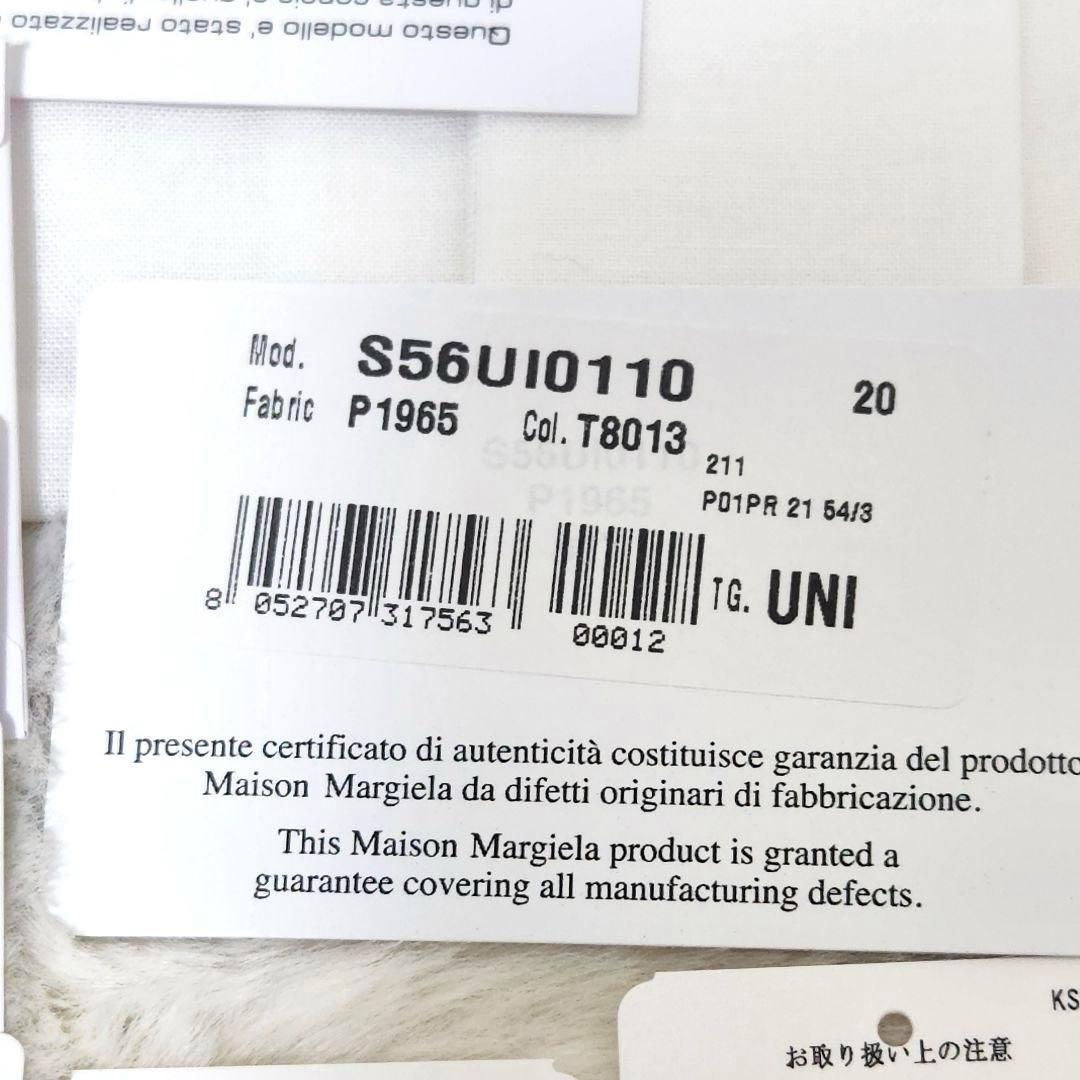 Questo modello e' stato realizzato
Mod. S56UI0110 20
Fabric P1965 Col. T8013
211
P01PR 21 54/3
S56UI0110
P1965
8 052707 317563 00012
TG. UNI
Il presente certificato di autenticità costituisce garanzia del prodotto
Maison Margiela da difetti originari di fabbricazione.
This Maison Margiela product is granted a
guarantee covering all manufacturing defects.
KS
お取り扱い上の注意